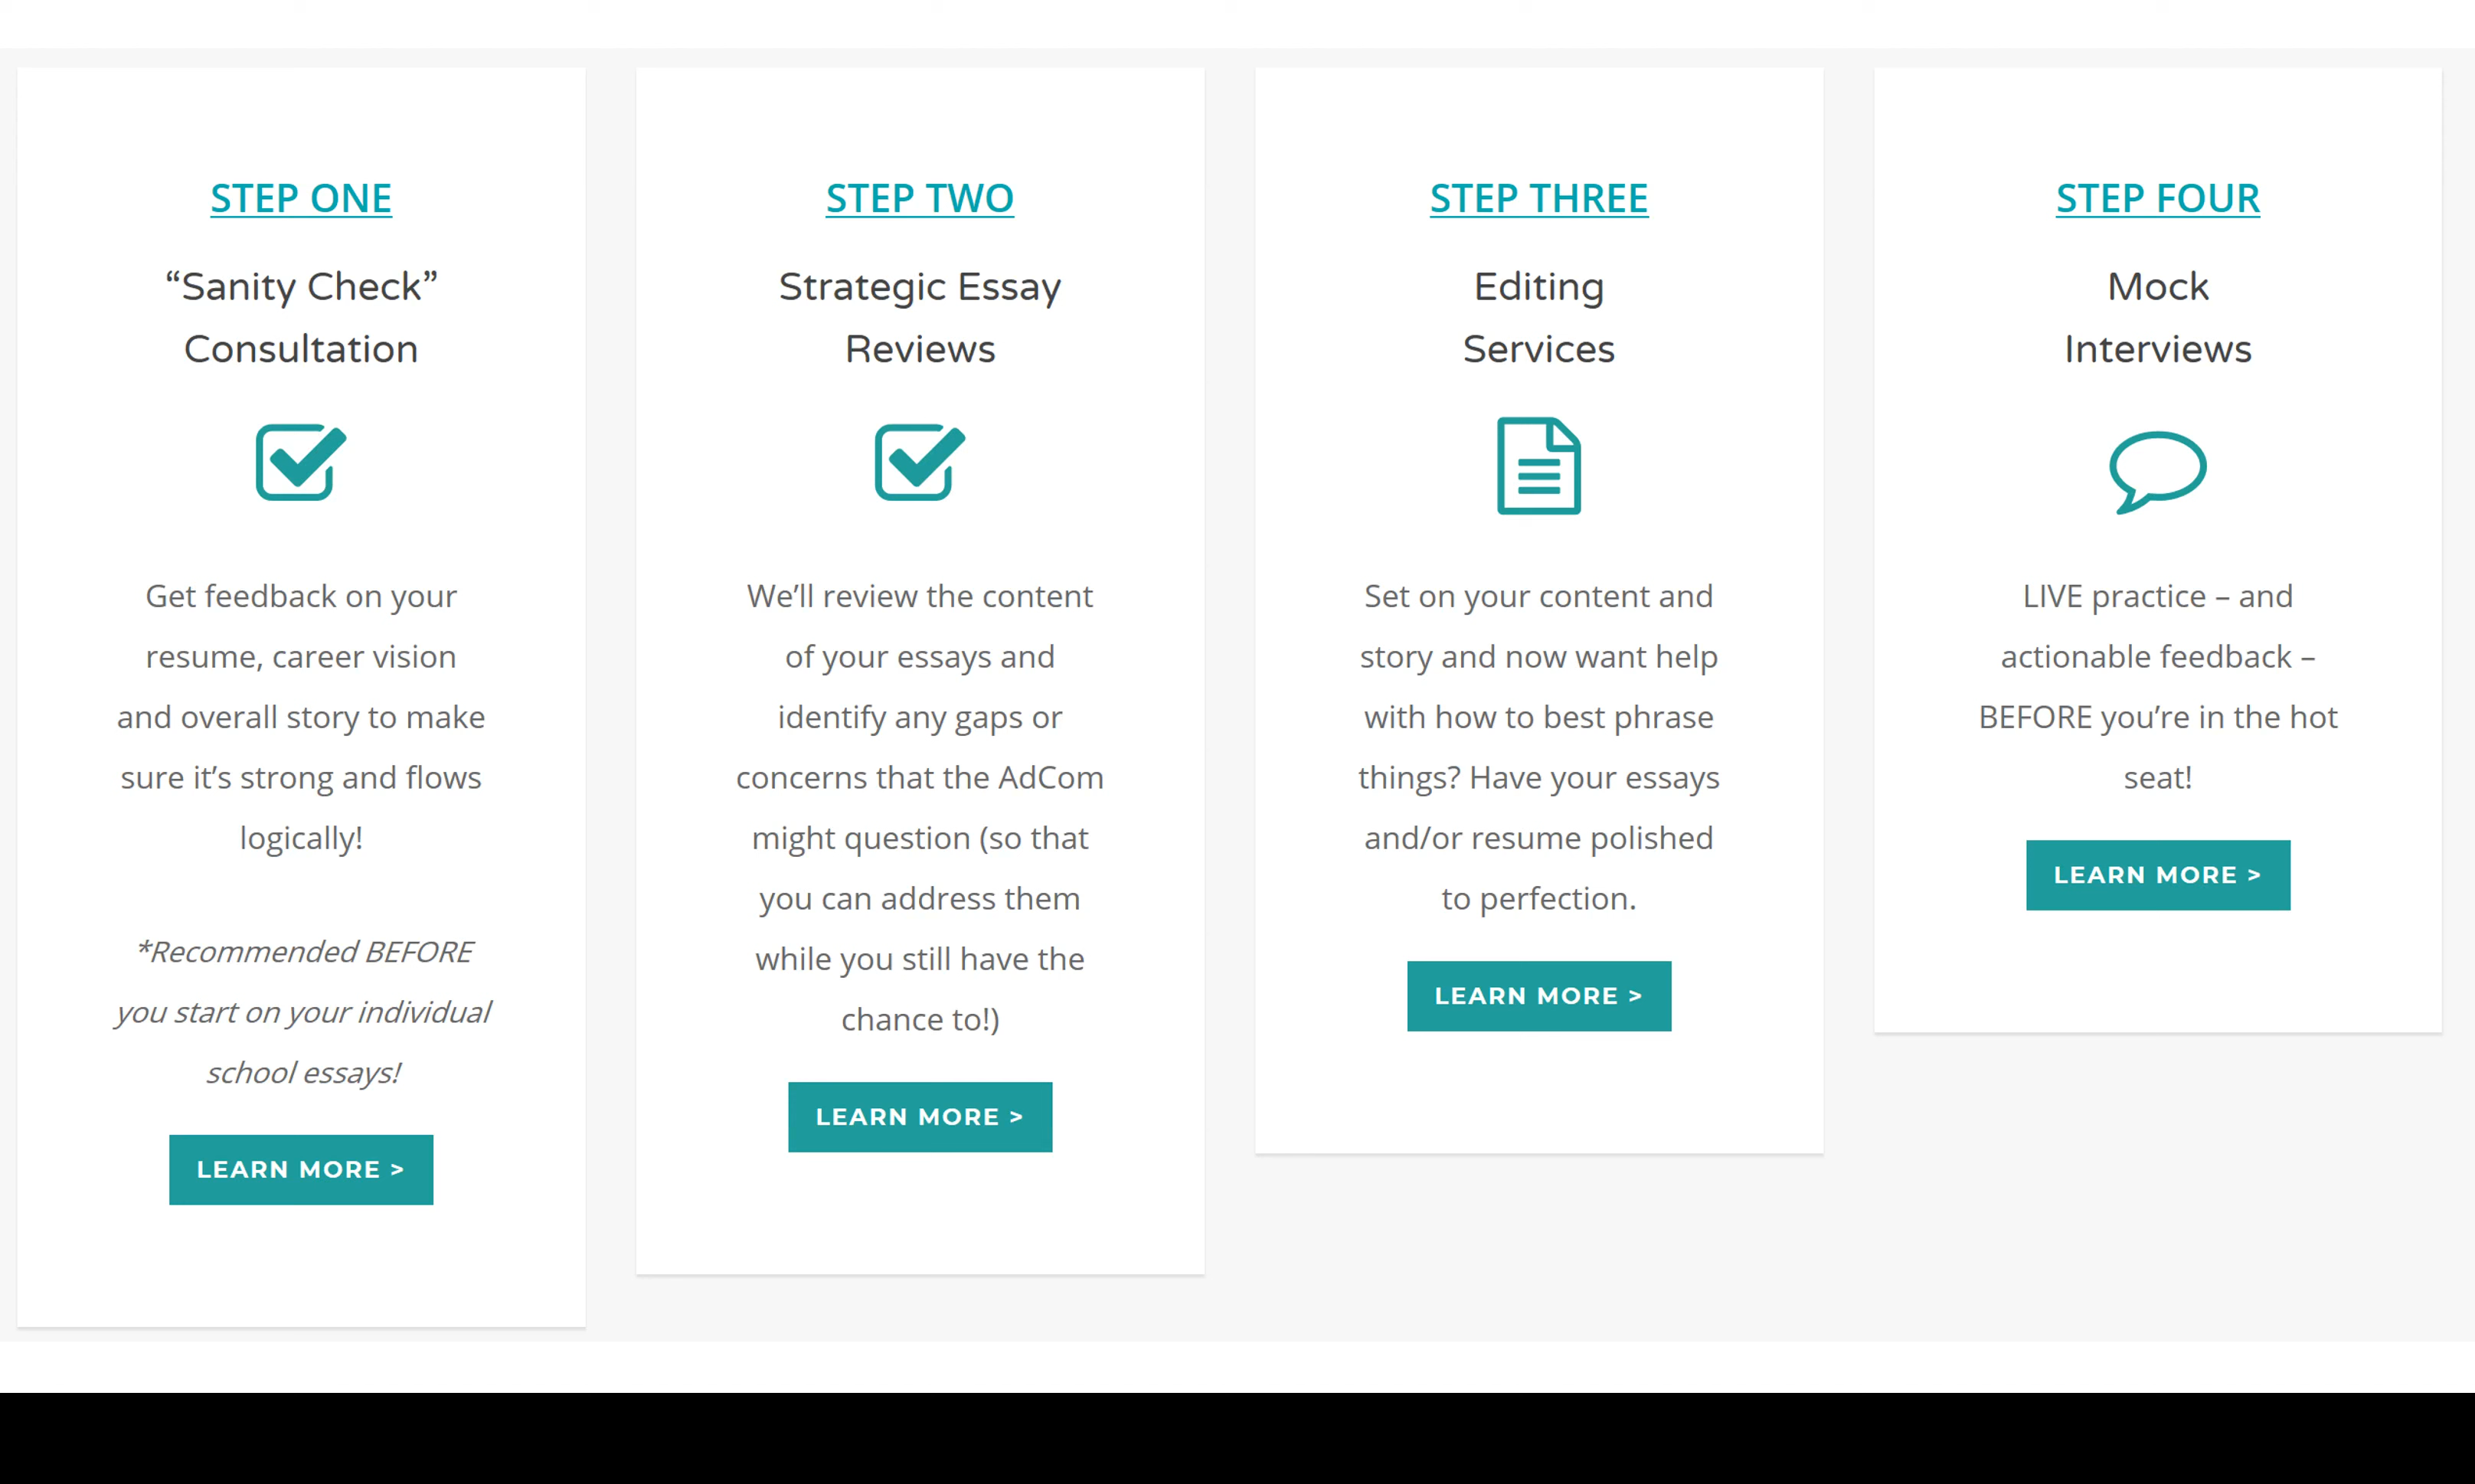 STEP ONE
“Sanity Check”
Consultation
Get feedback on your
resume, career vision
and overall story to make
sure it’s strong and flows
logically!
*Recommended BEFORE
you start on your individual
school essays!
LEARN MORE >
STEP TWO
Strategic Essay
Reviews
We’ll review the content
of your essays and
identify any gaps or
concerns that the AdCom
might question (so that
you can address them
while you still have the
chance to!)
LEARN MORE >
STEP THREE
Editing
Services
Set on your content and
story and now want help
with how to best phrase
things? Have your essays
and/or resume polished
to perfection.
LEARN MORE >
STEP FOUR
Mock
Interviews
LIVE practice – and
actionable feedback –
BEFORE you’re in the hot
seat!
LEARN MORE >